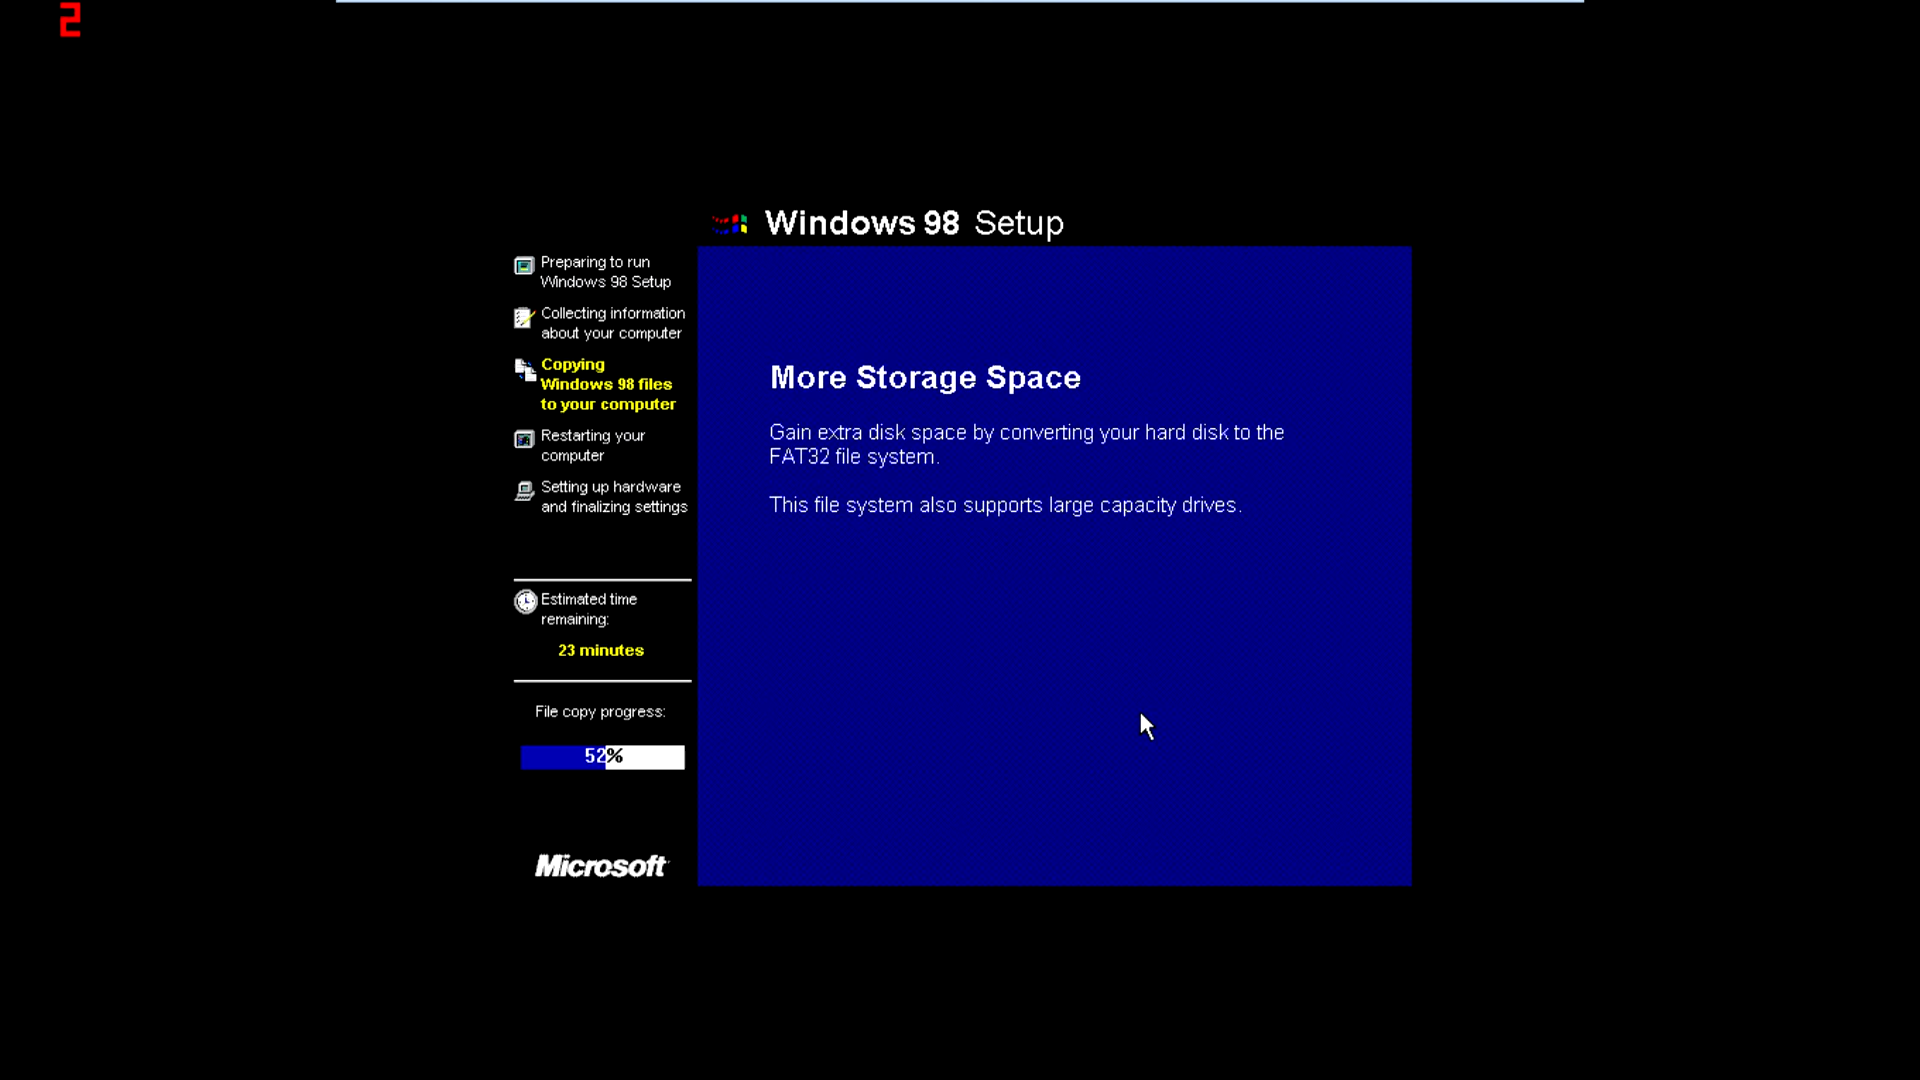 2
Windows 98 Setup
Preparing to run
Windows 98 Setup
Collecting information
about your computer
Copying
Windows 98 files
to your computer
Restarting your
computer
Setting up hardware
and finalizing settings
Estimated time
remaining:
23 minutes
File copy progress:
52%
Microsoft
More Storage Space
Gain extra disk space by converting your hard disk to the
FAT32 file system.
This file system also supports large capacity drives.